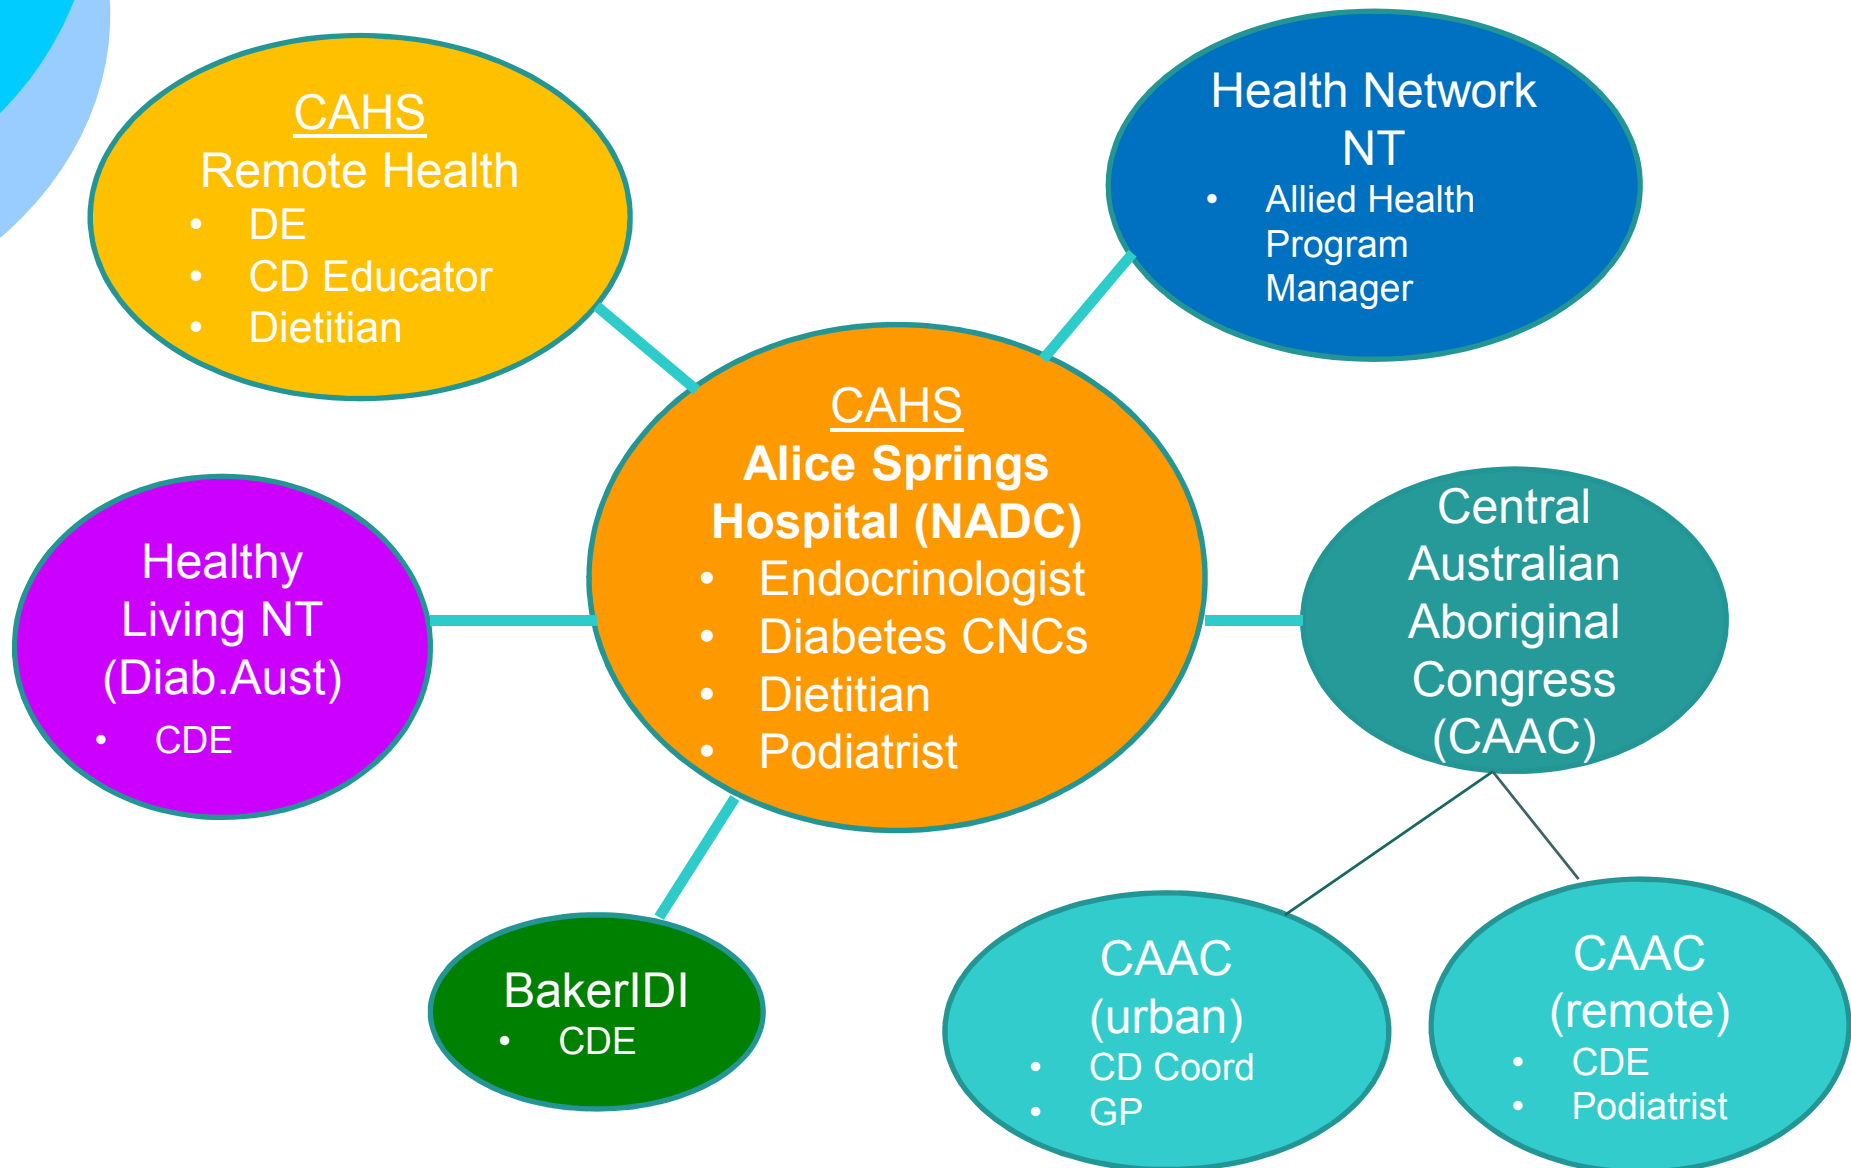 CAHS
Remote Health
• DE
• CD Educator
• Dietitian
Health Network
NT
• Allied Health
Program
Manager
CAHS
Alice Springs
Hospital (NADC)
• Endocrinologist
• Diabetes CNCs
• Dietitian
• Podiatrist
Healthy
Living NT
(Diab.Aust)
• CDE
Central
Australian
Aboriginal
Congress
(CAAC)
BakerIDI
• CDE
CAAC
(urban)
• CD Coord
• GP
CAAC
(remote)
• CDE
• Podiatrist